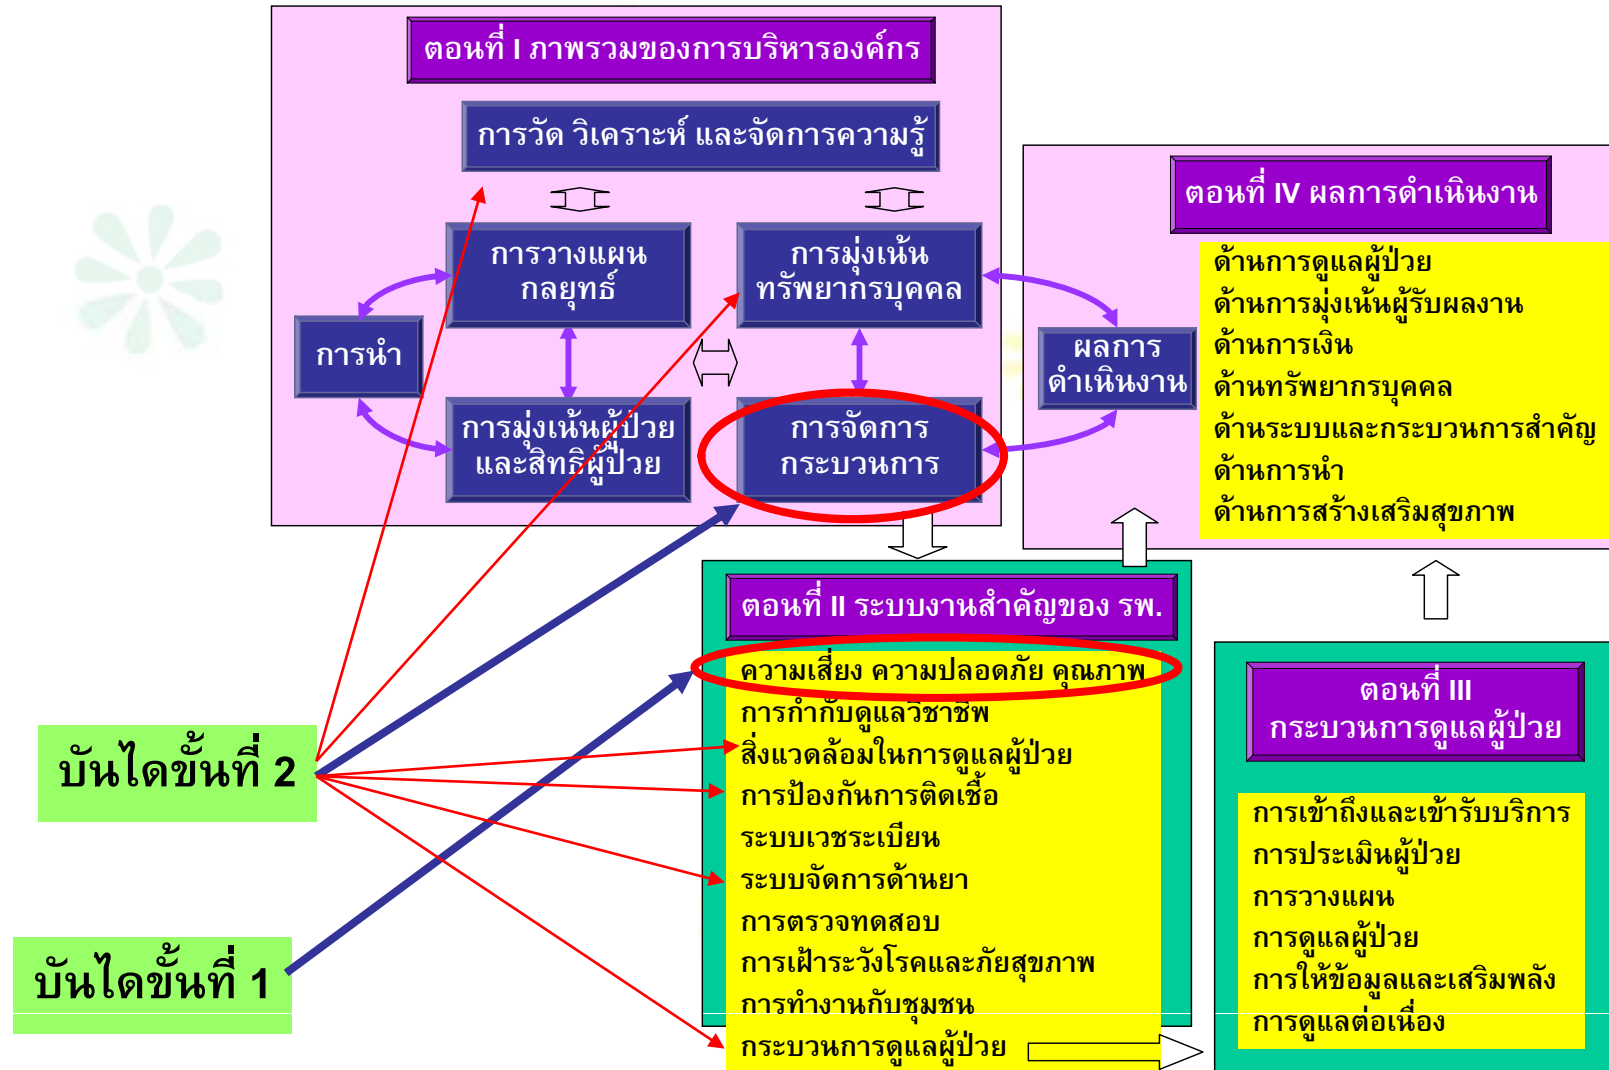 ตอนที่ I ภาพรวมของการบริหารองค์กร
การวัด วิเคราะห์ และจัดการความรู้
การวางแผน
กลยุทธ์
การมุ่งเน้น
ทรัพยากรบุคคล
การนำ
การมุ่งเน้นผู้ป่วย
และสิทธิผู้ป่วย
การจัดการ
กระบวนการ
ผลการ
ดำเนินงาน
ตอนที่ IV ผลการดำเนินงาน
ด้านการดูแลผู้ป่วย
ด้านการมุ่งเน้นผู้รับผลงาน
ด้านการเงิน
ด้านทรัพยากรบุคคล
ด้านระบบและกระบวนการสำคัญ
ด้านการนำ
ด้านการสร้างเสริมสุขภาพ
ตอนที่ II ระบบงานสำคัญของ รพ.
ความเสี่ยง ความปลอดภัย คุณภาพ
การกำกับดูแลวิชาชีพ
สิ่งแวดล้อมในการดูแลผู้ป่วย
การป้องกันการติดเชื้อ
ระบบเวชระเบียน
ระบบจัดการด้านยา
การตรวจทดสอบ
การเฝ้าระวังโรคและภัยสุขภาพ
การทำงานกับชุมชน
กระบวนการดูแลผู้ป่วย
ตอนที่ III
กระบวนการดูแลผู้ป่วย
การเข้าถึงและเข้ารับบริการ
การประเมินผู้ป่วย
การวางแผน
การดูแลผู้ป่วย
การให้ข้อมูลและเสริมพลัง
การดูแลต่อเนื่อง
บันไดขั้นที่ 2
บันไดขั้นที่ 1